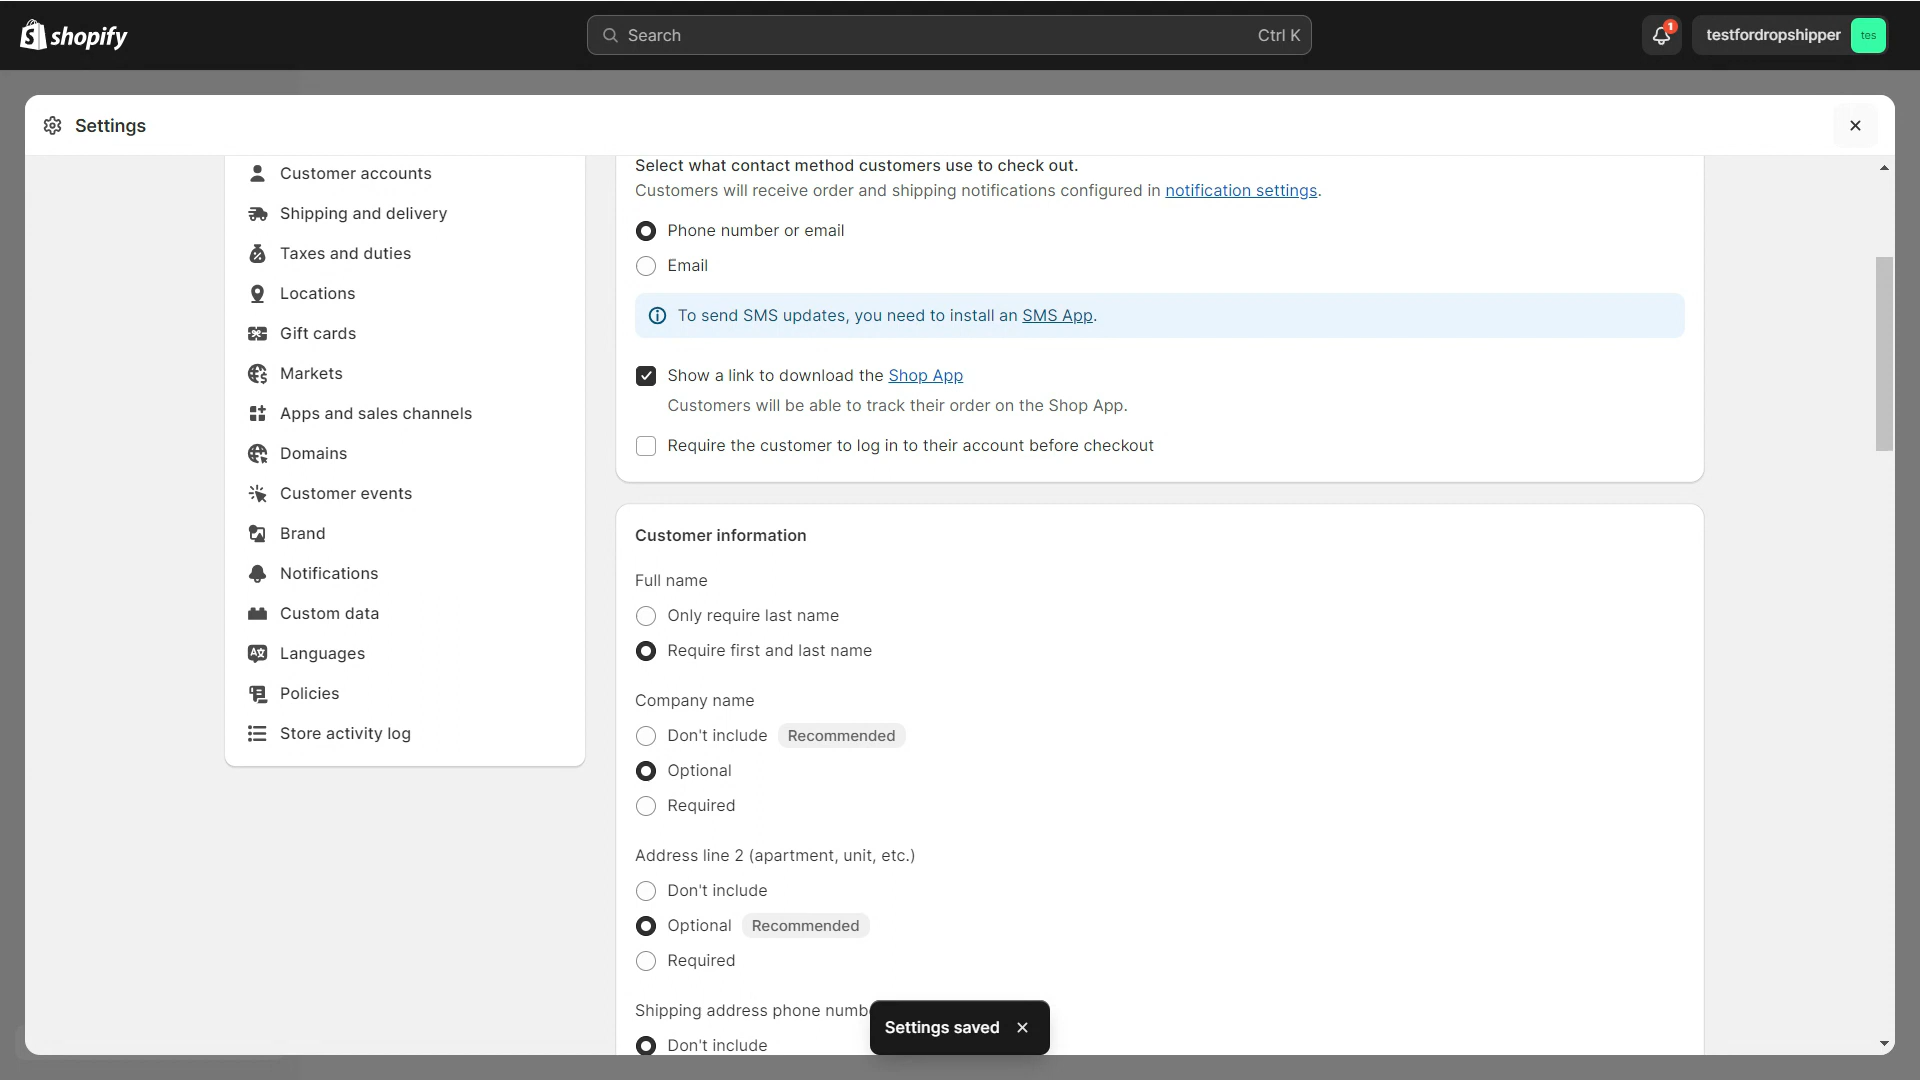 shopify
Search
Ctrl K
1
testfordropshipper
tes
Settings
Customer accounts
Shipping and delivery
Taxes and duties
Locations
Gift cards
Markets
Apps and sales channels
Domains
Customer events
Brand
Notifications
Custom data
Languages
Policies
Store activity log
Select what contact method customers use to check out.
Customers will receive order and shipping notifications configured in notification settings.
Phone number or email
Email
To send SMS updates, you need to install an SMS App.
Show a link to download the Shop App
Customers will be able to track their order on the Shop App.
Require the customer to log in to their account before checkout
Customer information
Full name
Only require last name
Require first and last name
Company name
Don't include Recommended
Optional
Required
Address line 2 (apartment, unit, etc.)
Don't include
Optional Recommended
Required
Shipping address phone numb
Don't include
Settings saved